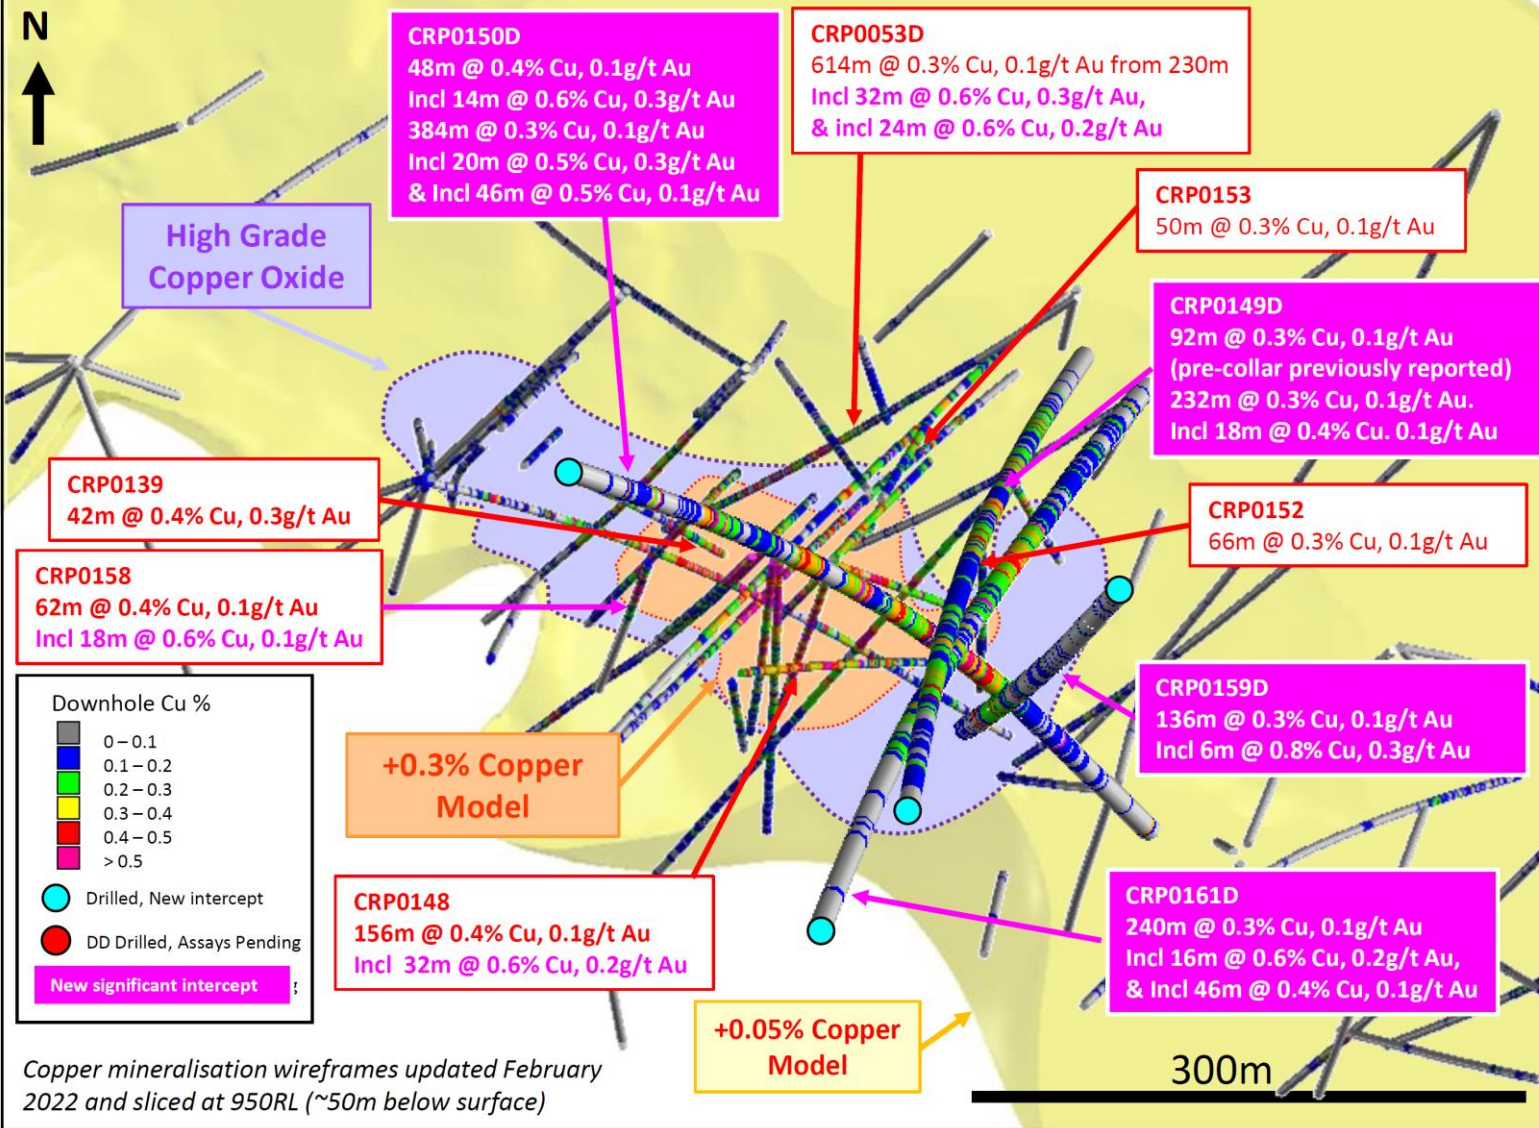 N
CRP0150D
48m @ 0.4% Cu, 0.1g/t Au
Incl 14m @ 0.6% Cu, 0.3g/t Au
384m @ 0.3% Cu, 0.1g/t Au
Incl 20m @ 0.5% Cu, 0.3g/t Au
& Incl 46m @ 0.5% Cu, 0.1g/t Au
CRP0053D
614m @ 0.3% Cu, 0.1g/t Au from 230m
Incl 32m @ 0.6% Cu, 0.3g/t Au,
& incl 24m @ 0.6% Cu, 0.2g/t Au
CRP0153
50m @ 0.3% Cu, 0.1g/t Au
High Grade
Copper Oxide
CRP0149D
92m @ 0.3% Cu, 0.1g/t Au
(pre-collar previously reported)
232m @ 0.3% Cu, 0.1g/t Au.
Incl 18m @ 0.4% Cu. 0.1g/t Au
CRP0139
42m @ 0.4% Cu, 0.3g/t Au
CRP0152
66m @ 0.3% Cu, 0.1g/t Au
CRP0158
62m @ 0.4% Cu, 0.1g/t Au
Incl 18m @ 0.6% Cu, 0.1g/t Au
CRP0159D
136m @ 0.3% Cu, 0.1g/t Au
Incl 6m @ 0.8% Cu, 0.3g/t Au
Downhole Cu %
0 – 0.1
0.1 – 0.2
0.2 – 0.3
0.3 – 0.4
0.4 – 0.5
> 0.5
Drilled, New intercept
DD Drilled, Assays Pending
New significant intercept
+0.3% Copper
Model
CRP0148
156m @ 0.4% Cu, 0.1g/t Au
Incl 32m @ 0.6% Cu, 0.2g/t Au
CRP0161D
240m @ 0.3% Cu, 0.1g/t Au
Incl 16m @ 0.6% Cu, 0.2g/t Au,
& Incl 46m @ 0.4% Cu, 0.1g/t Au
+0.05% Copper
Model
300m
Copper mineralisation wireframes updated February
2022 and sliced at 950RL (~50m below surface)